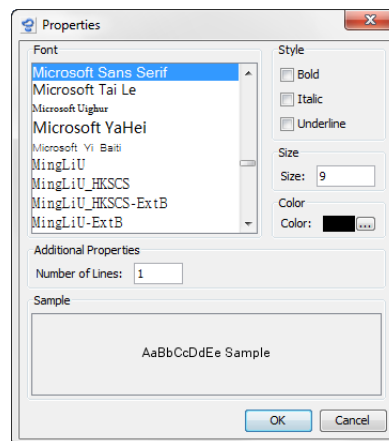 Properties
Font
Microsoft Sans Serif
Microsoft Tai Le
Microsoft Uighur
Microsoft YaHei
Microsoft Yi Baiti
MingLiU
MingLiU_HKSCS
MingLiU_HKSCS-ExtB
MingLiU-ExtB
Style
Bold
Italic
Underline
Size
Size: 9
Color
Color: ...
Additional Properties
Number of Lines: 1
Sample
AaBbCcDdEe Sample
OK Cancel